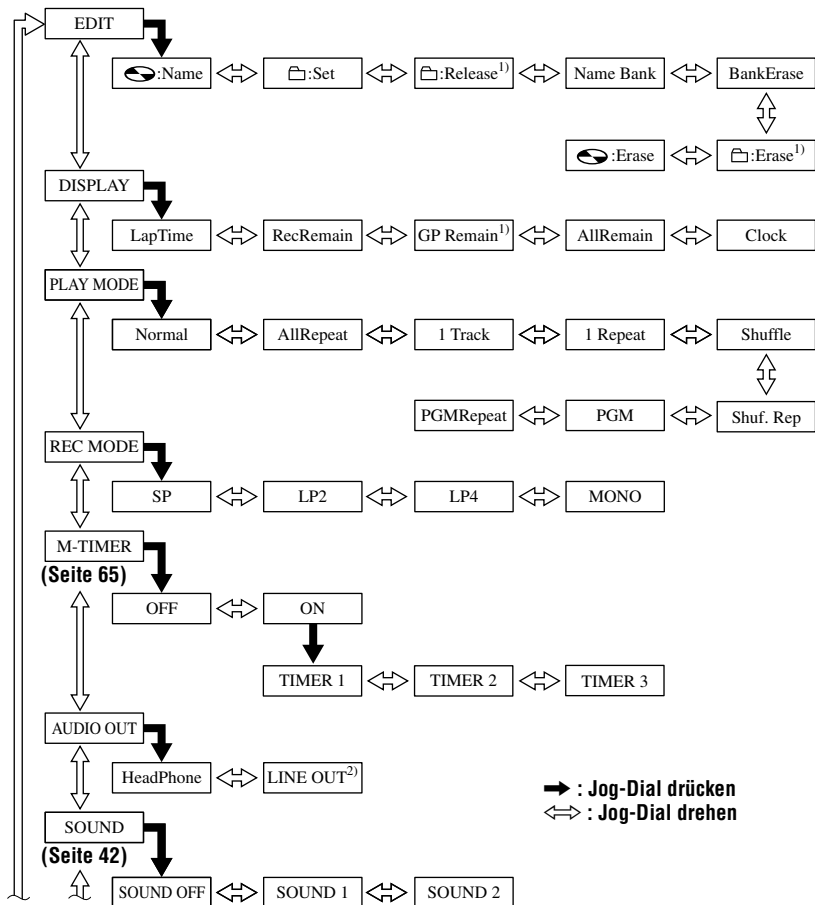 EDIT
:Name :Set :Release1) Name Bank BankErase
:Erase :Erase1)
DISPLAY
LapTime RecRemain GP Remain1) AllRemain Clock
PLAY MODE
Normal AllRepeat 1 Track 1 Repeat Shuffle
PGMRepeat PGM Shuf. Rep
REC MODE
SP LP2 LP4 MONO
M-TIMER
(Seite 65)
OFF ON
TIMER 1 TIMER 2 TIMER 3
AUDIO OUT
HeadPhone LINE OUT2)
: Jog-Dial drücken
: Jog-Dial drehen
SOUND
(Seite 42)
SOUND OFF SOUND 1 SOUND 2